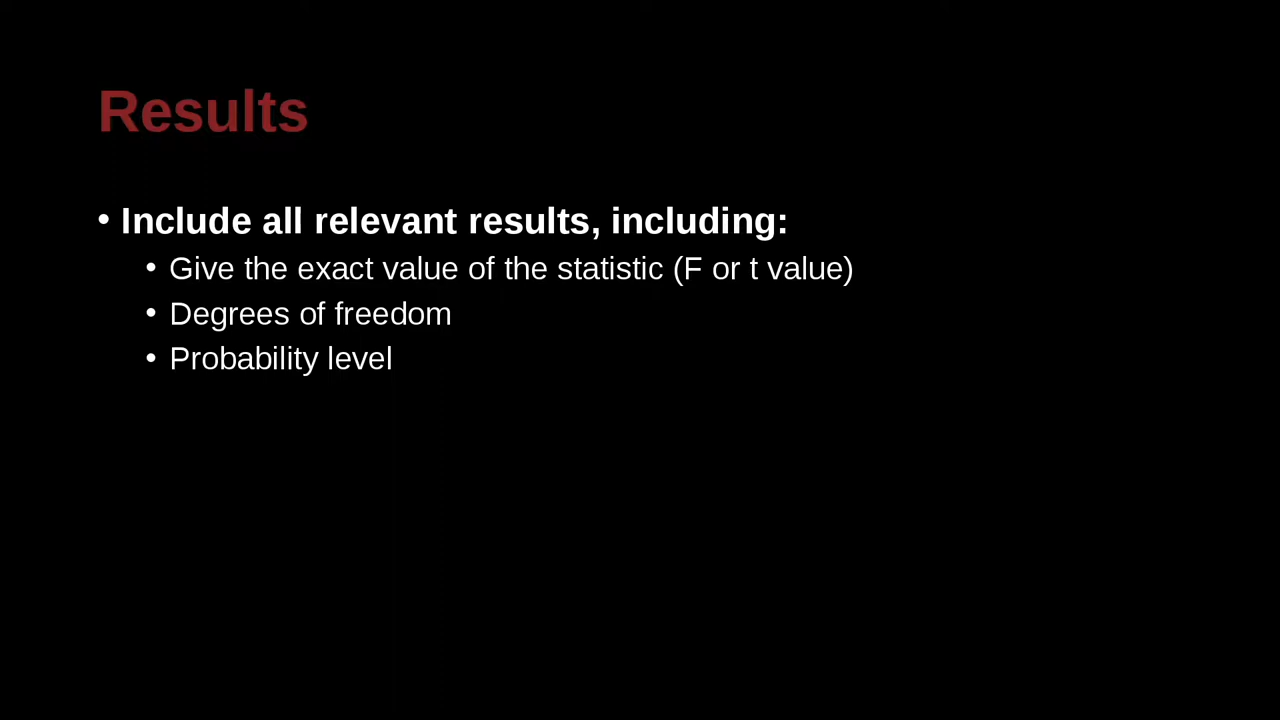 Results
• Include all relevant results, including:
• Give the exact value of the statistic (F or t value)
• Degrees of freedom
• Probability level